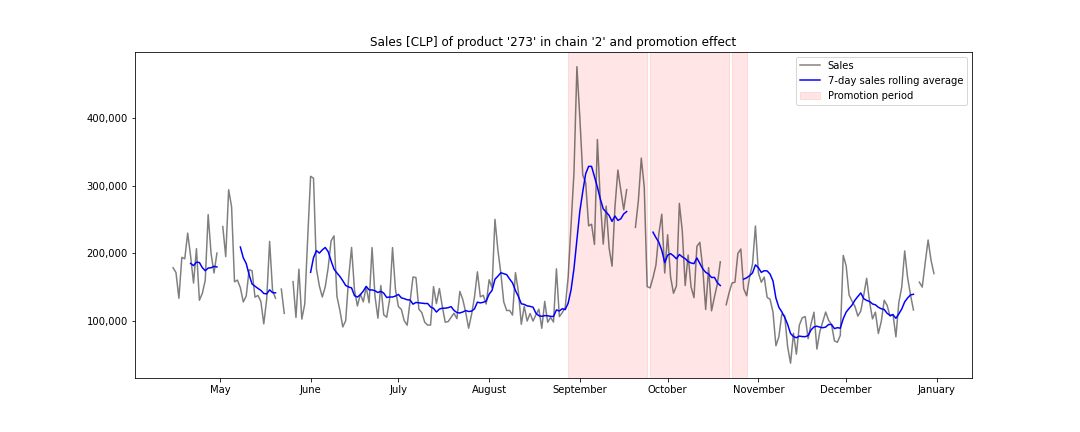 Sales [CLP] of product '273' in chain '2' and promotion effect
Sales
7-day sales rolling average
Promotion period
400,000
300,000
200,000
100,000
May June July August September October November December January